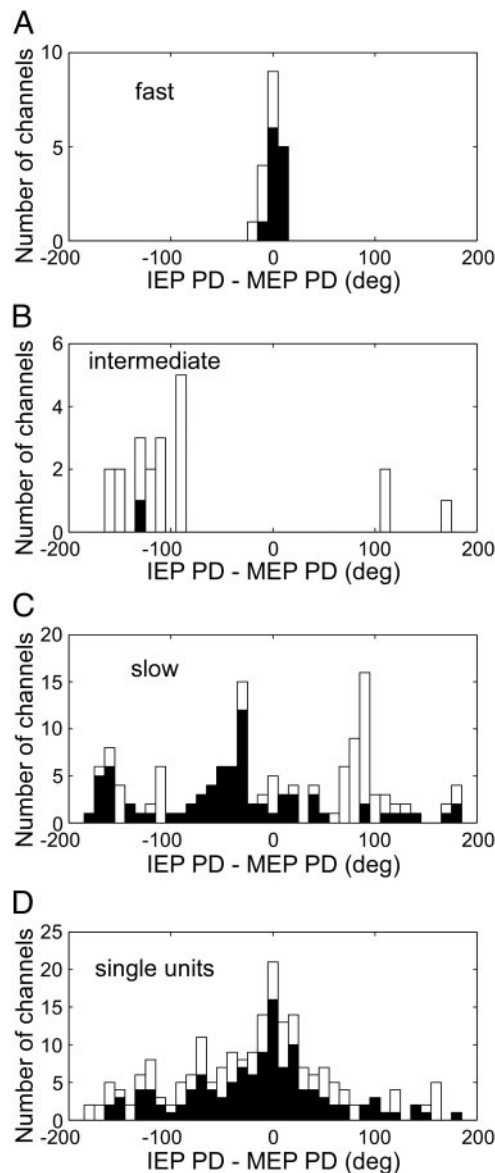 A
Number of channels
10
5
0
fast
-200 -100 0 100 200
IEP PD - MEP PD (deg)
B
Number of channels
6
4
2
0
intermediate
-200 -100 0 100 200
IEP PD - MEP PD (deg)
C
Number of channels
20
15
10
5
0
slow
-200 -100 0 100 200
IEP PD - MEP PD (deg)
D
Number of channels
25
20
15
10
5
0
single units
-200 -100 0 100 200
IEP PD - MEP PD (deg)